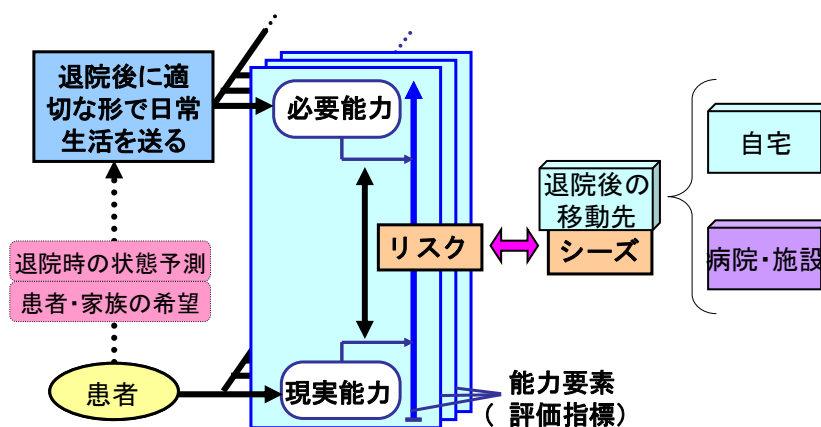 退院後に適
切な形で日常
生活を送る
必要能力
退院後の
移動先
自宅
リスク
シーズ
病院・施設
退院時の状態予測
患者・家族の希望
患者
現実能力
能力要素
（ 評価指標）